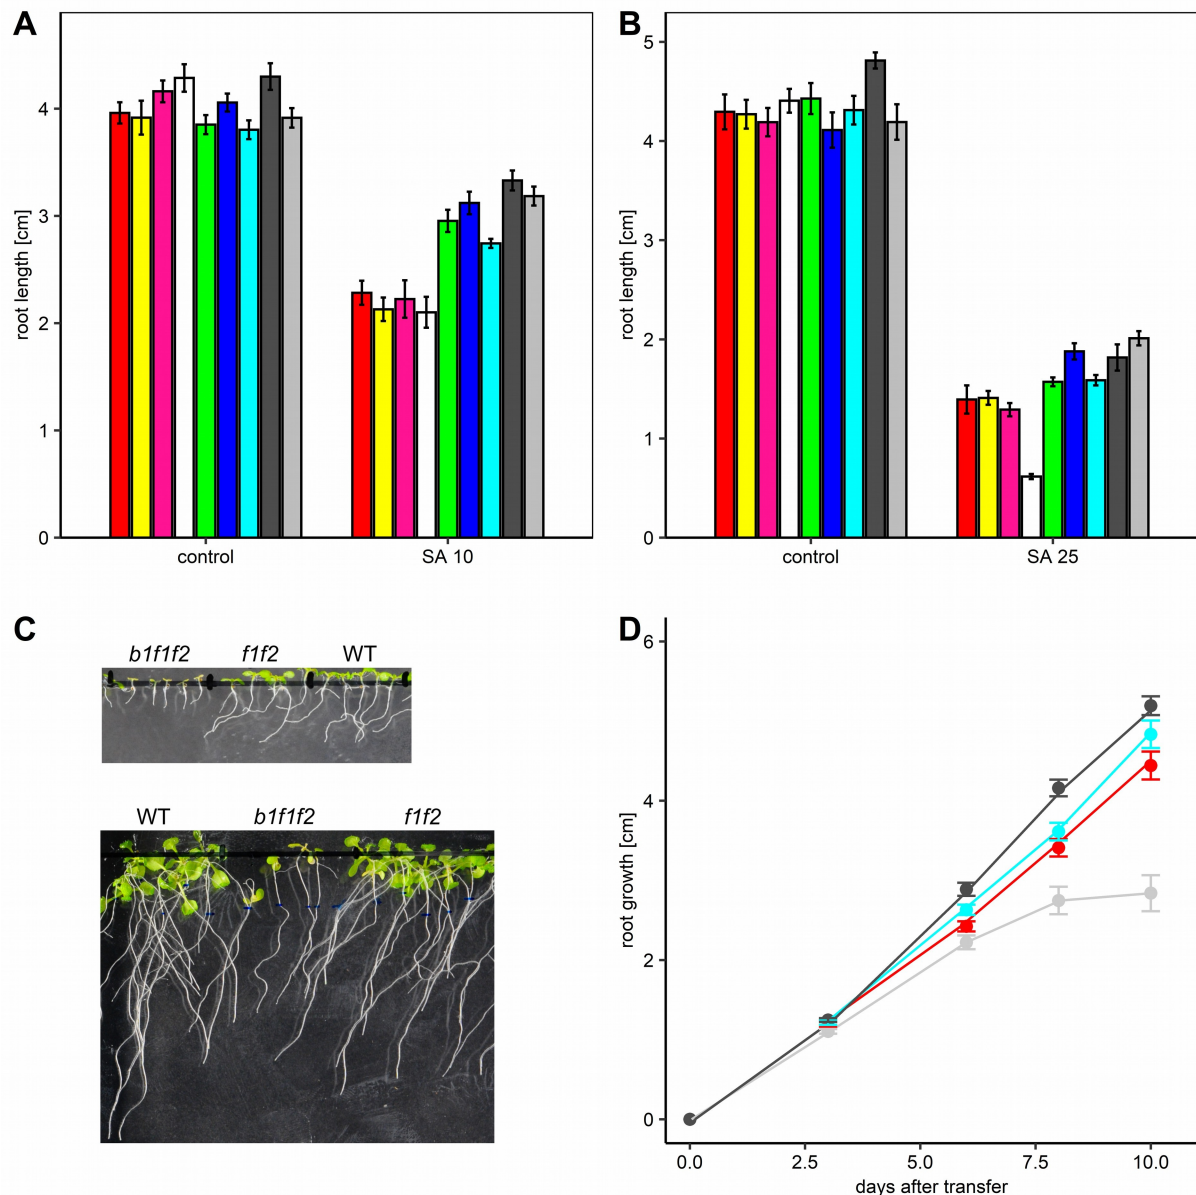 A
root length [cm]
4
3
2
1
0
control
SA 10
B
root length [cm]
5
4
3
2
1
0
control
SA 25
C
b1f1f2 f1f2 WT
WT b1f1f2 f1f2
D
root growth [cm]
6
4
2
0
0.0 2.5 5.0 7.5 10.0
days after transfer